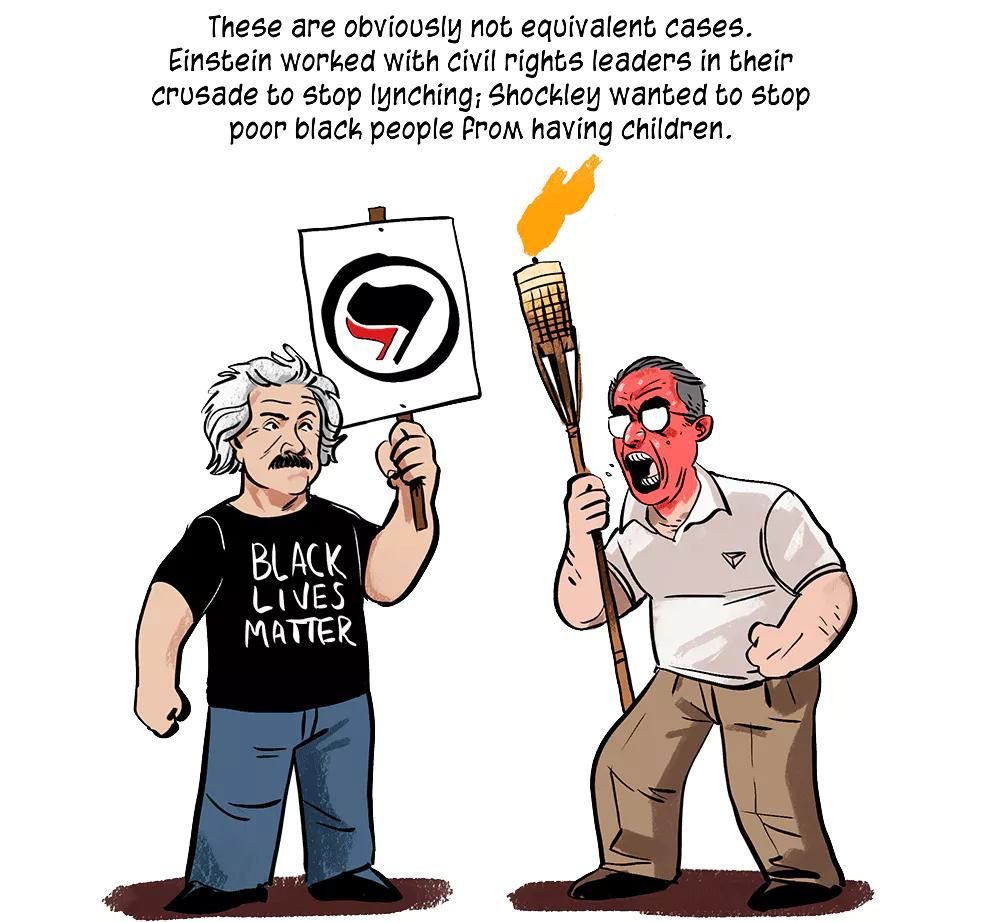 These are obviously not equivalent cases.
Einstein worked with civil rights leaders in their
crusade to stop lynching; Shockley wanted to stop
poor black people from having children.
BLACK
LIVES
MATTER